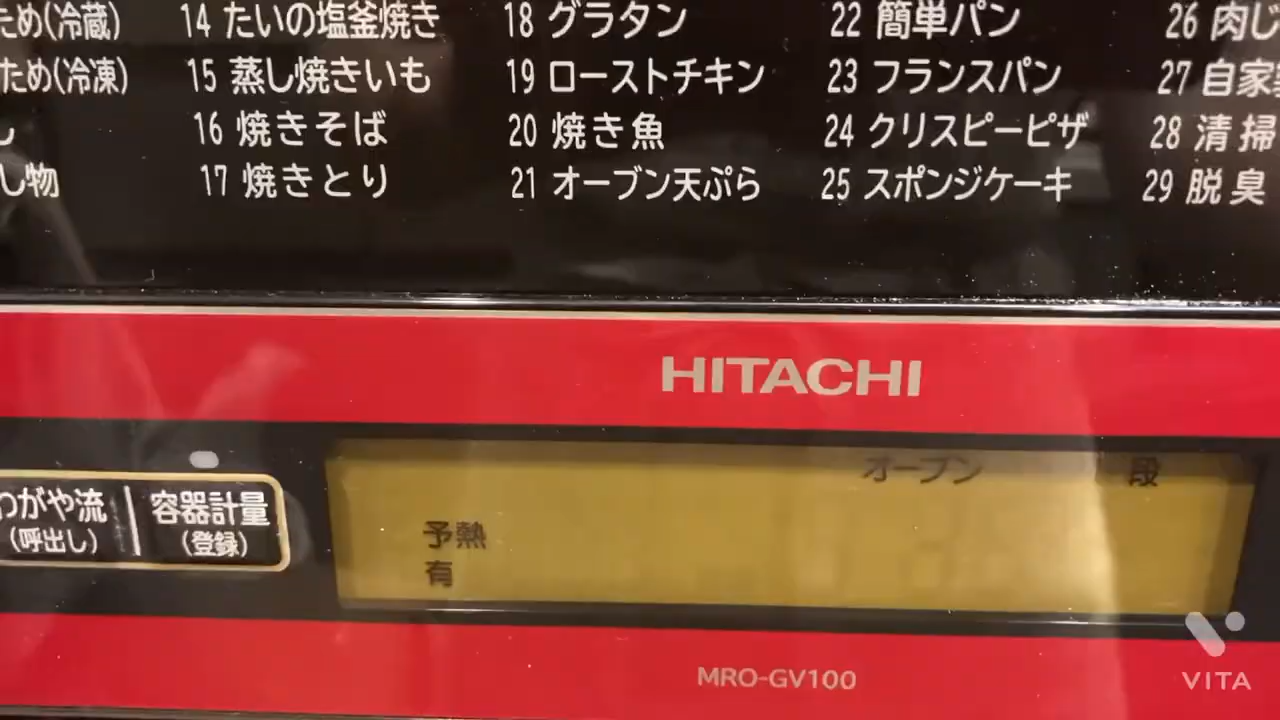 ため(冷蔵) 14 たいの塩釜焼き 18 グラタン 22 簡単パン 26 肉じ
ため(冷凍) 15 蒸し焼きいも 19 ローストチキン 23 フランスパン 27 自家
し 16 焼きそば 20 焼き魚 24 クリスピーピザ 28 清掃
し物 17 焼きとり 21 オーブン天ぷら 25 スポンジケーキ 29 脱臭
HITACHI
オーブン 段
わがや流 容器計量
(呼出し) (登録)
予熱
有
MRO-GV100
VITA